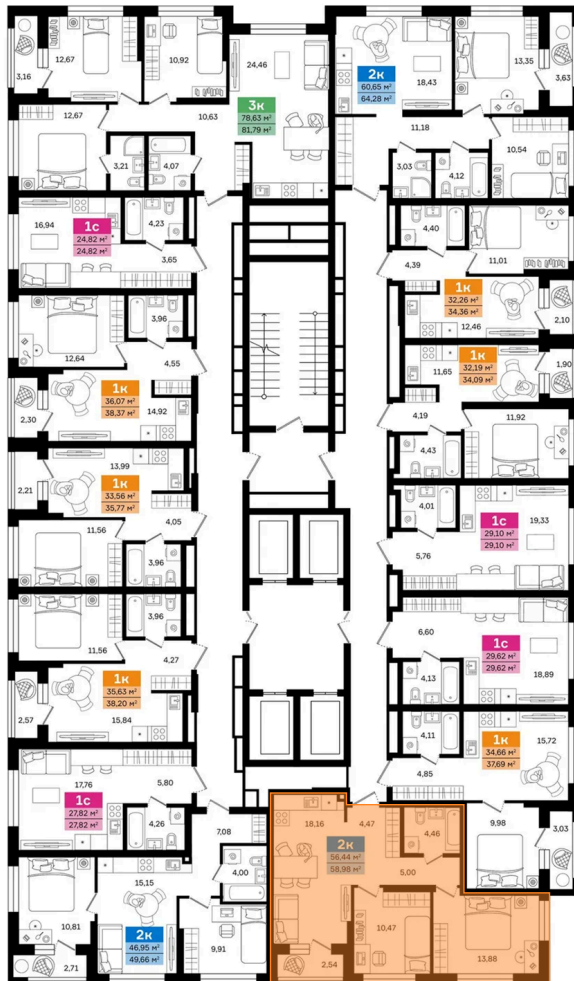 3,16
12,67
10,92
24,46
3к
78,63 м²
81,79 м²
2к
60,65 м²
64,28 м²
18,43
13,35
3,63
12,67
10,63
3,21
4,07
11,18
3,03
4,12
10,54
16,94
1с
24,82 м²
24,82 м²
4,23
3,65
4,40
4,39
11,01
1к
32,26 м²
34,36 м²
12,46
2,10
12,64
3,96
4,55
1к
36,07 м²
38,37 м²
14,92
2,30
11,65
1к
32,19 м²
34,09 м²
1,90
4,19
4,43
11,92
2,21
13,99
1к
33,56 м²
35,77 м²
4,05
11,56
3,96
4,01
1с
29,10 м²
29,10 м²
19,33
5,76
11,56
3,96
4,27
1к
35,63 м²
38,20 м²
15,84
2,57
6,60
1с
29,62 м²
29,62 м²
18,89
4,13
4,11
1к
34,66 м²
37,69 м²
15,72
4,85
9,98
3,03
17,76
5,80
1с
27,82 м²
27,82 м²
4,26
7,08
4,00
15,15
10,81
2к
46,95 м²
49,66 м²
9,91
2,71
18,16
4,47
2к
56,44 м²
58,98 м²
4,46
5,00
10,47
2,54
13,88